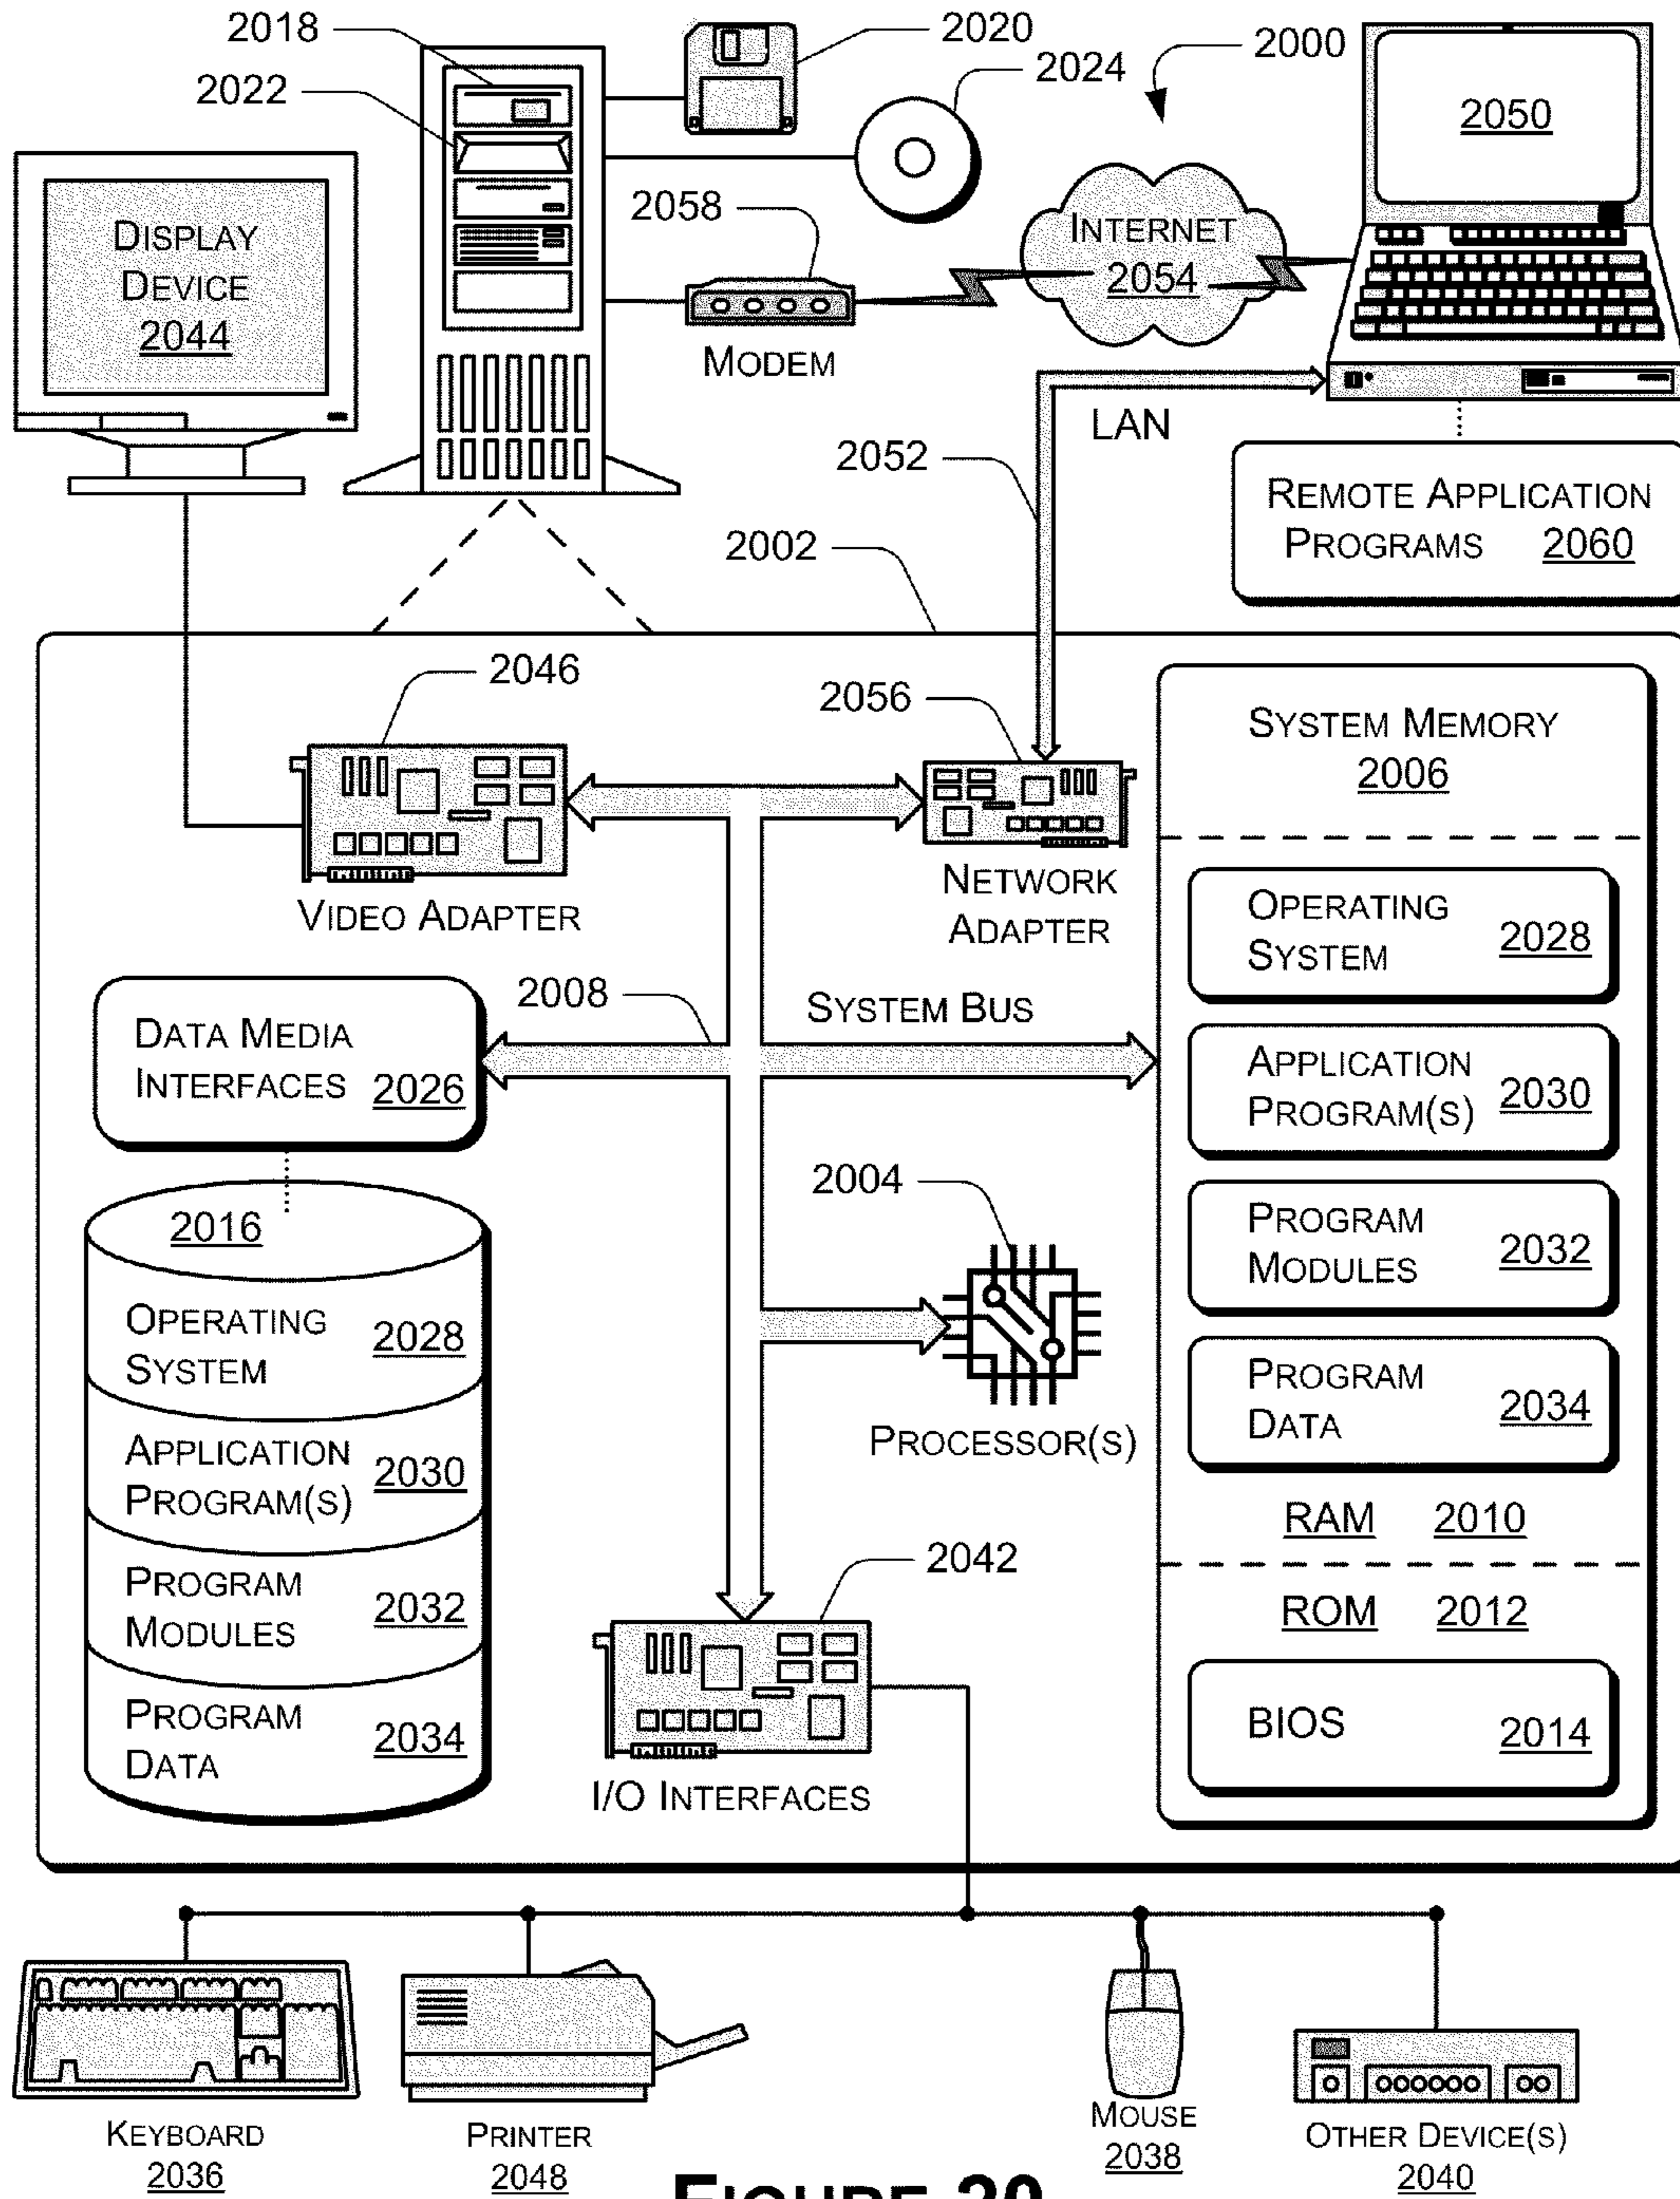 2018
2020
2000
2022
2024
2050
2058
DISPLAY
DEVICE
2044
INTERNET
2054
MODEM
LAN
2052
REMOTE APPLICATION
PROGRAMS 2060
2002
2046
2056
SYSTEM MEMORY
2006
VIDEO ADAPTER
NETWORK
ADAPTER
OPERATING
SYSTEM
2028
2008
SYSTEM BUS
DATA MEDIA
INTERFACES 2026
APPLICATION
PROGRAM(S)
2030
2004
PROCESSOR(S)
PROGRAM
MODULES
2032
PROGRAM
DATA
2034
RAM 2010
ROM 2012
BIOS 2014
2016
OPERATING
SYSTEM
2028
APPLICATION
PROGRAM(S)
2030
PROGRAM
MODULES
2032
PROGRAM
DATA
2034
2042
I/O INTERFACES
KEYBOARD
2036
PRINTER
2048
MOUSE
2038
OTHER DEVICE(S)
2040
FIGURE 20